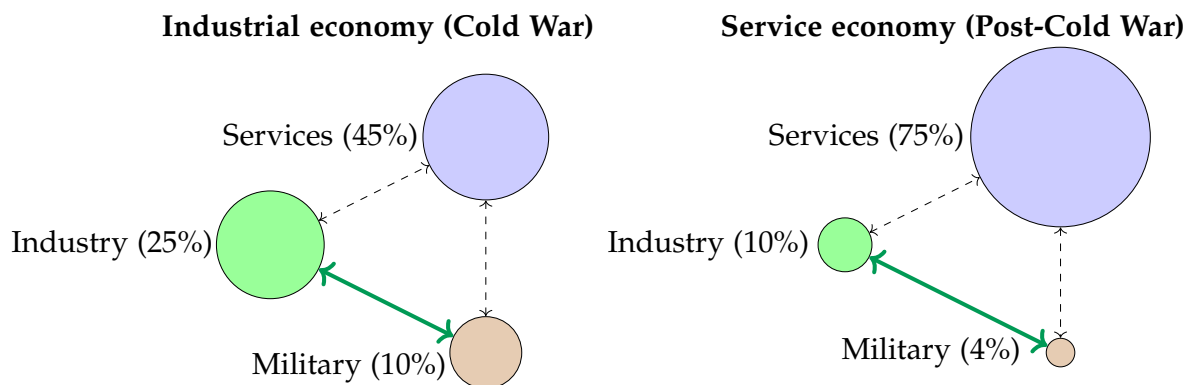 Industrial economy (Cold War)
Services (45%)
Industry (25%)
Military (10%)
Service economy (Post-Cold War)
Services (75%)
Industry (10%)
Military (4%)